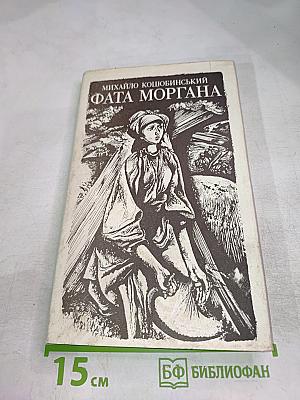 МИХАЙЛО КОЦЮБИНСЬКИЙ
ФАТА МОРГАНА
15 см
БФ БИБЛИОФАН